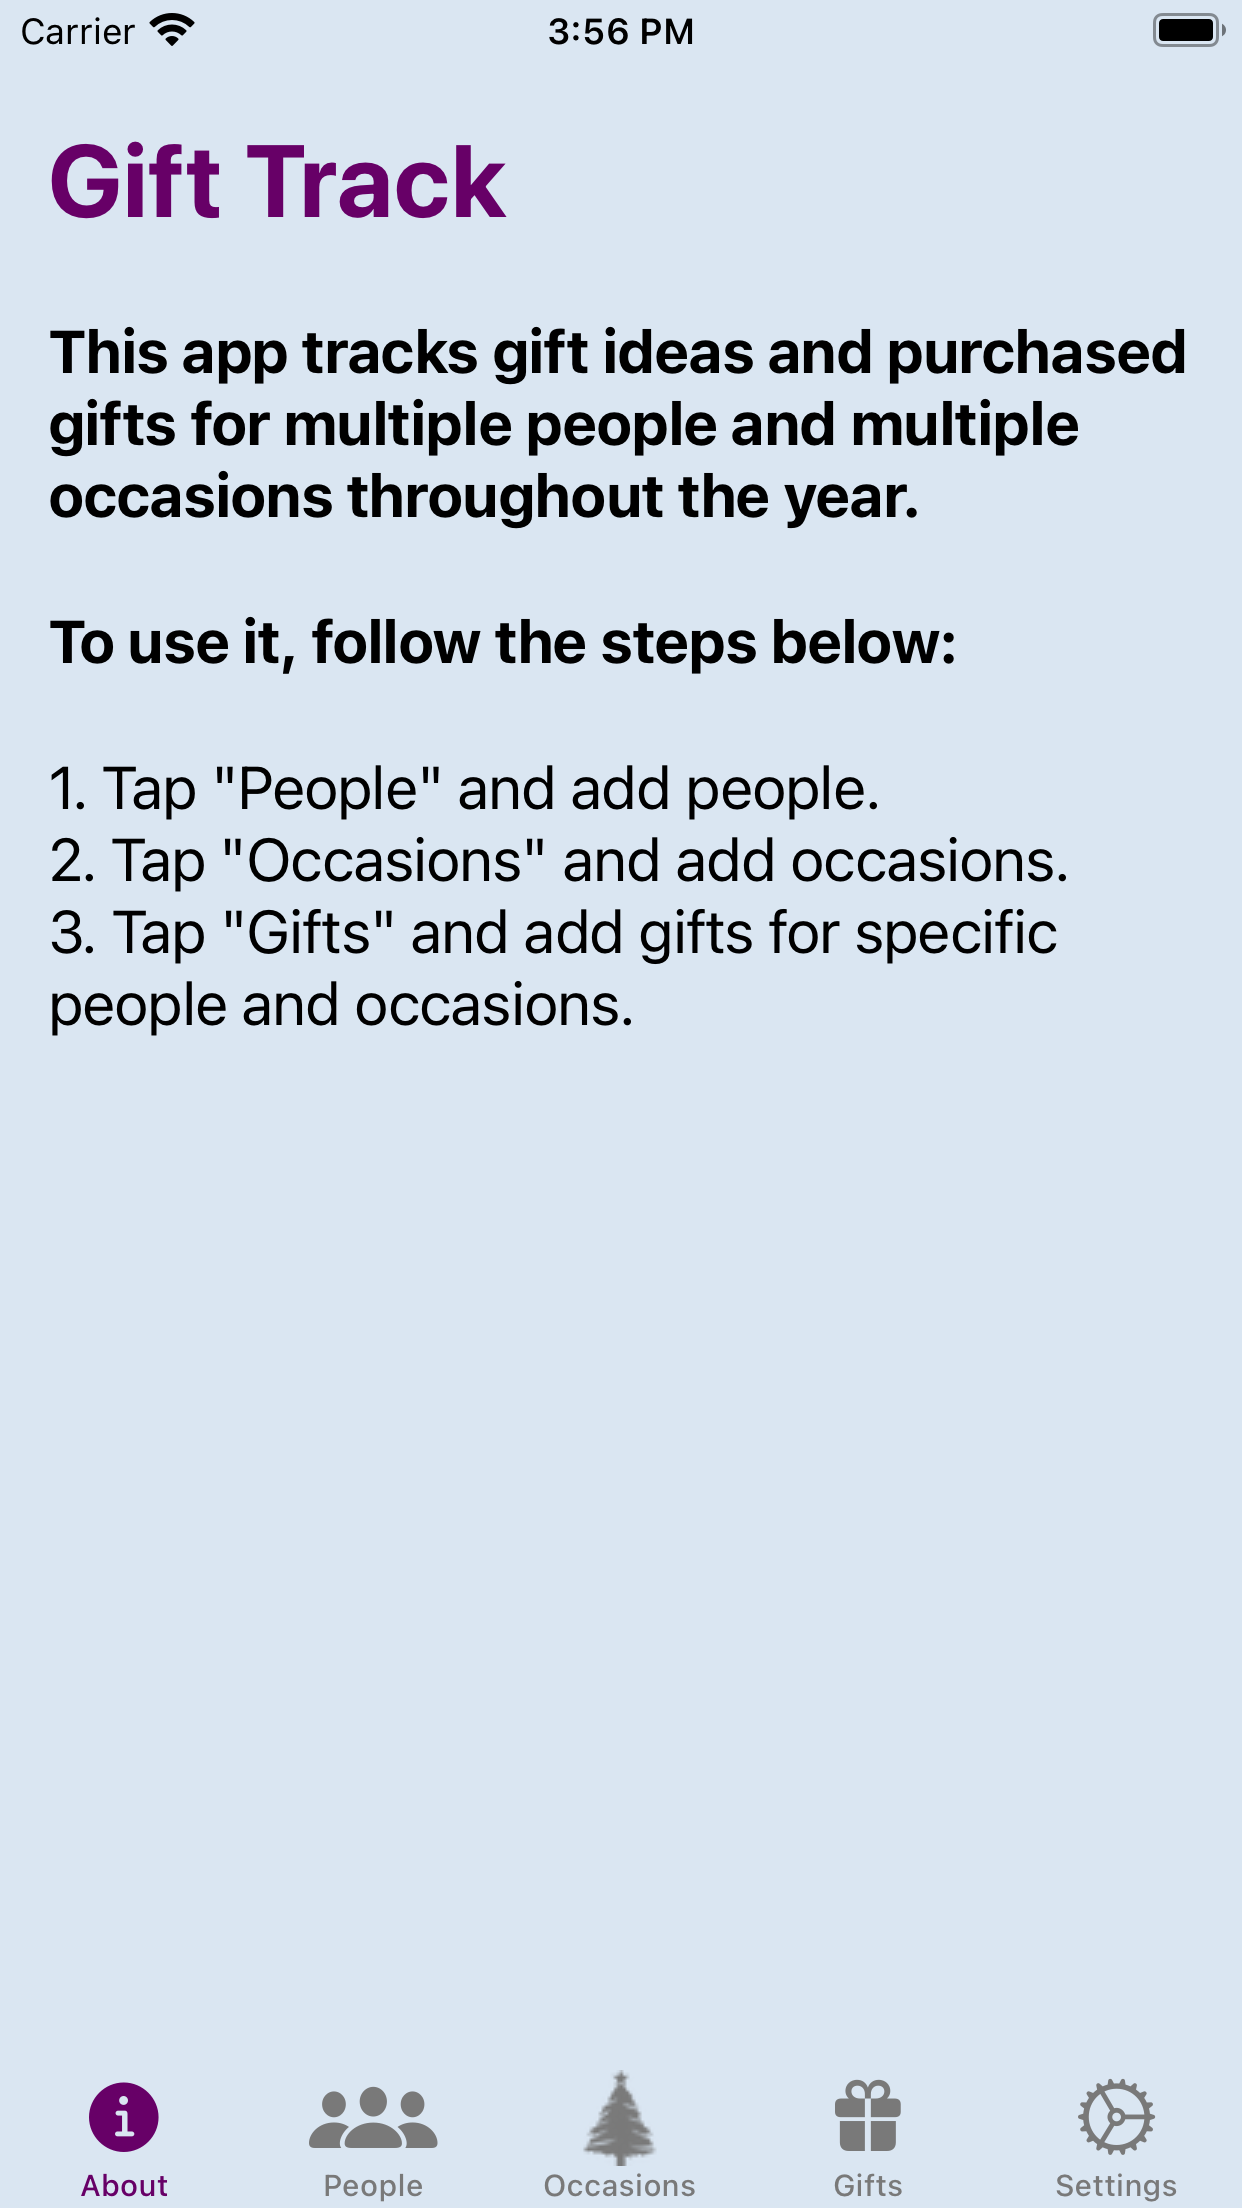 Carrier 3:56 PM
Gift Track
This app tracks gift ideas and purchased
gifts for multiple people and multiple
occasions throughout the year.
To use it, follow the steps below:
1. Tap "People" and add people.
2. Tap "Occasions" and add occasions.
3. Tap "Gifts" and add gifts for specific
people and occasions.
About People Occasions Gifts Settings